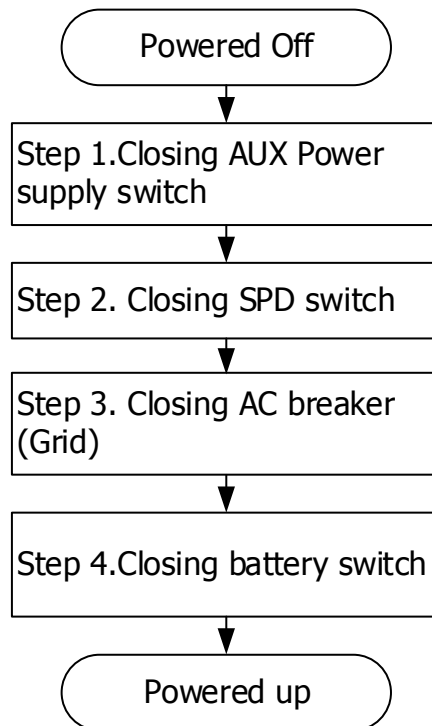 Powered Off
Step 1.Closing AUX Power
supply switch
Step 2. Closing SPD switch
Step 3. Closing AC breaker
(Grid)
Step 4.Closing battery switch
Powered up